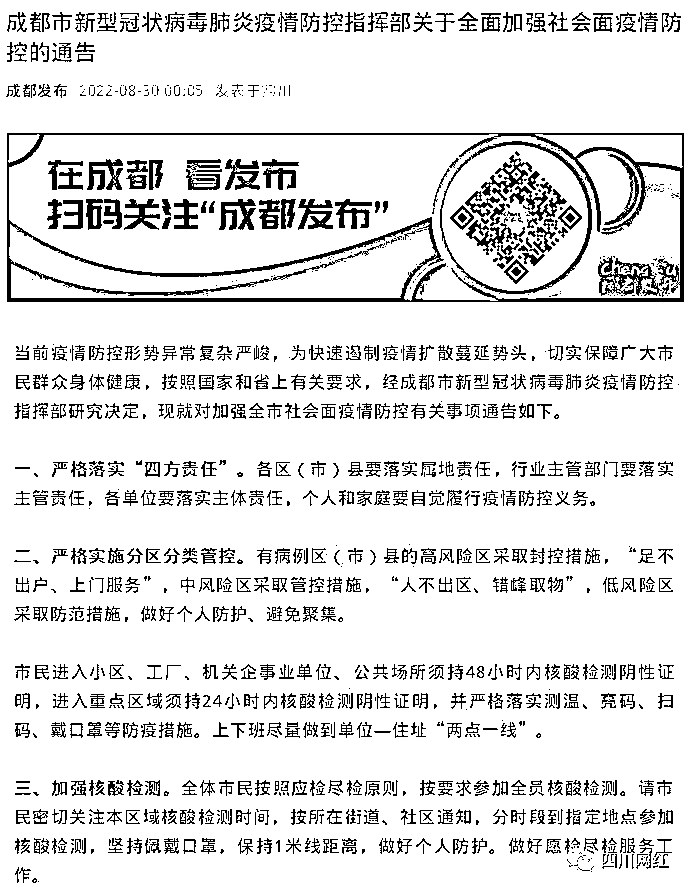 成都市新型冠状病毒肺炎疫情防控指挥部关于全面加强社会面疫情防
控的通告
成都发布 2022-08-30 00:05 发表于四川
在成都 看发布
扫码关注“成都发布”
当前疫情防控形势异常复杂严峻，为快速遏制疫情扩散蔓延势头，切实保障广大市
民群众身体健康，按照国家和省上有关要求，经成都市新型冠状病毒肺炎疫情防控
指挥部研究决定，现就对加强全市社会面疫情防控有关事项通告如下。
一、严格落实“四方责任”。各区（市）县要落实属地责任，行业主管部门要落实
主管责任，各单位要落实主体责任，个人和家庭要自觉履行疫情防控义务。
二、严格实施分区分类管控。有病例区（市）县的高风险区采取封控措施，“足不
出户、上门服务”，中风险区采取管控措施，“人不出区、错峰取物”，低风险区
采取防范措施，做好个人防护、避免聚集。
市民进入小区、工厂、机关企事业单位、公共场所须持48小时内核酸检测阴性证
明，进入重点区域须持24小时内核酸检测阴性证明，并严格落实测温、亮码、扫
码、戴口罩等防疫措施。上下班尽量做到单位—住址“两点一线”。
三、加强核酸检测。全体市民按照应检尽检原则，按要求参加全员核酸检测。请市
民密切关注本区域核酸检测时间，按所在街道、社区通知，分时段到指定地点参加
核酸检测，坚持佩戴口罩，保持1米线距离，做好个人防护。做好愿检尽检服务工
作。
四川网红